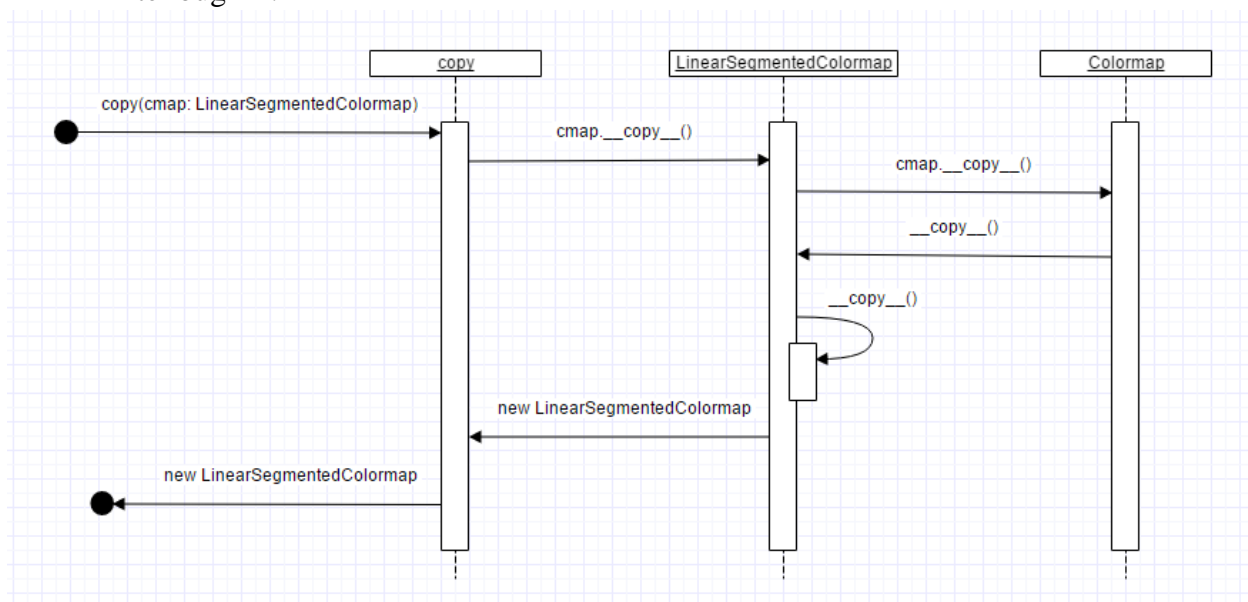 copy
LinearSegmentedColormap
Colormap
copy(cmap: LinearSegmentedColormap)
cmap.__copy__()
cmap.__copy__()
__copy__()
__copy__()
new LinearSegmentedColormap
new LinearSegmentedColormap